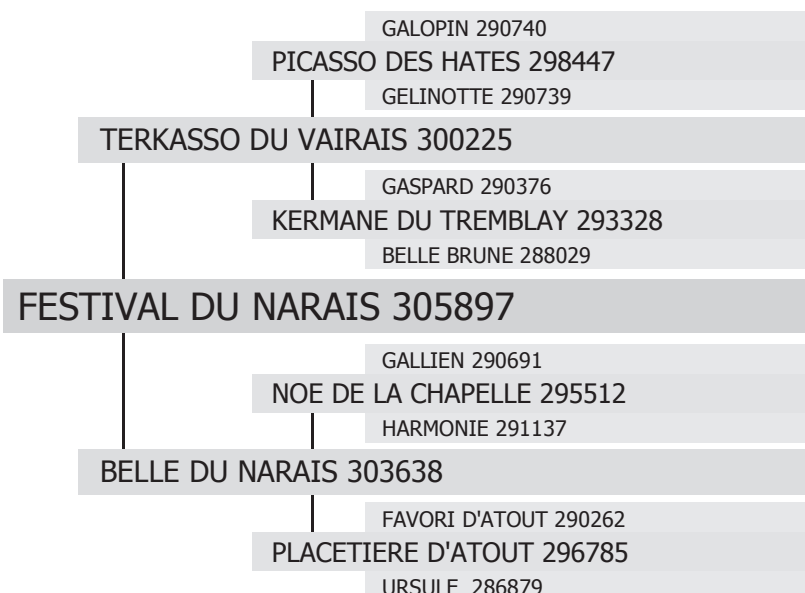 GALOPIN 290740
PICASSO DES HATES 298447
GELINOTTE 290739
TERKASSO DU VAIRAIS 300225
GASPARD 290376
KERMANE DU TREMBLAY 293328
BELLE BRUNE 288029
FESTIVAL DU NARAIS 305897
GALLIEN 290691
NOE DE LA CHAPELLE 295512
HARMONIE 291137
BELLE DU NARAIS 303638
FAVORI D'ATOUT 290262
PLACETIERE D'ATOUT 296785
URSULE 286879